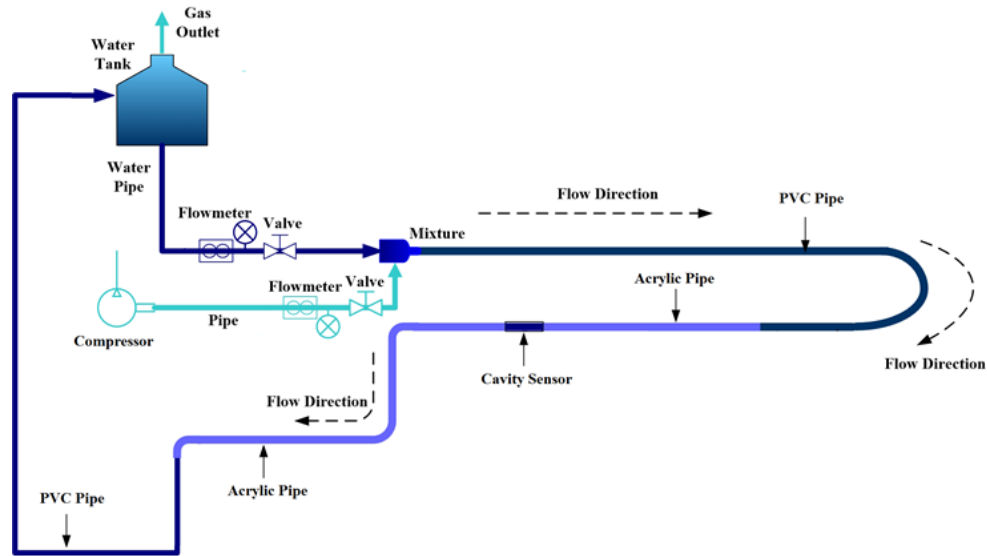 Gas
Outlet
Water
Tank
Water
Pipe
Flowmeter
Valve
Mixture
Flow Direction
PVC Pipe
Flowmeter
Valve
Acrylic Pipe
Pipe
Compressor
Cavity Sensor
Flow Direction
Flow Direction
Acrylic Pipe
PVC Pipe